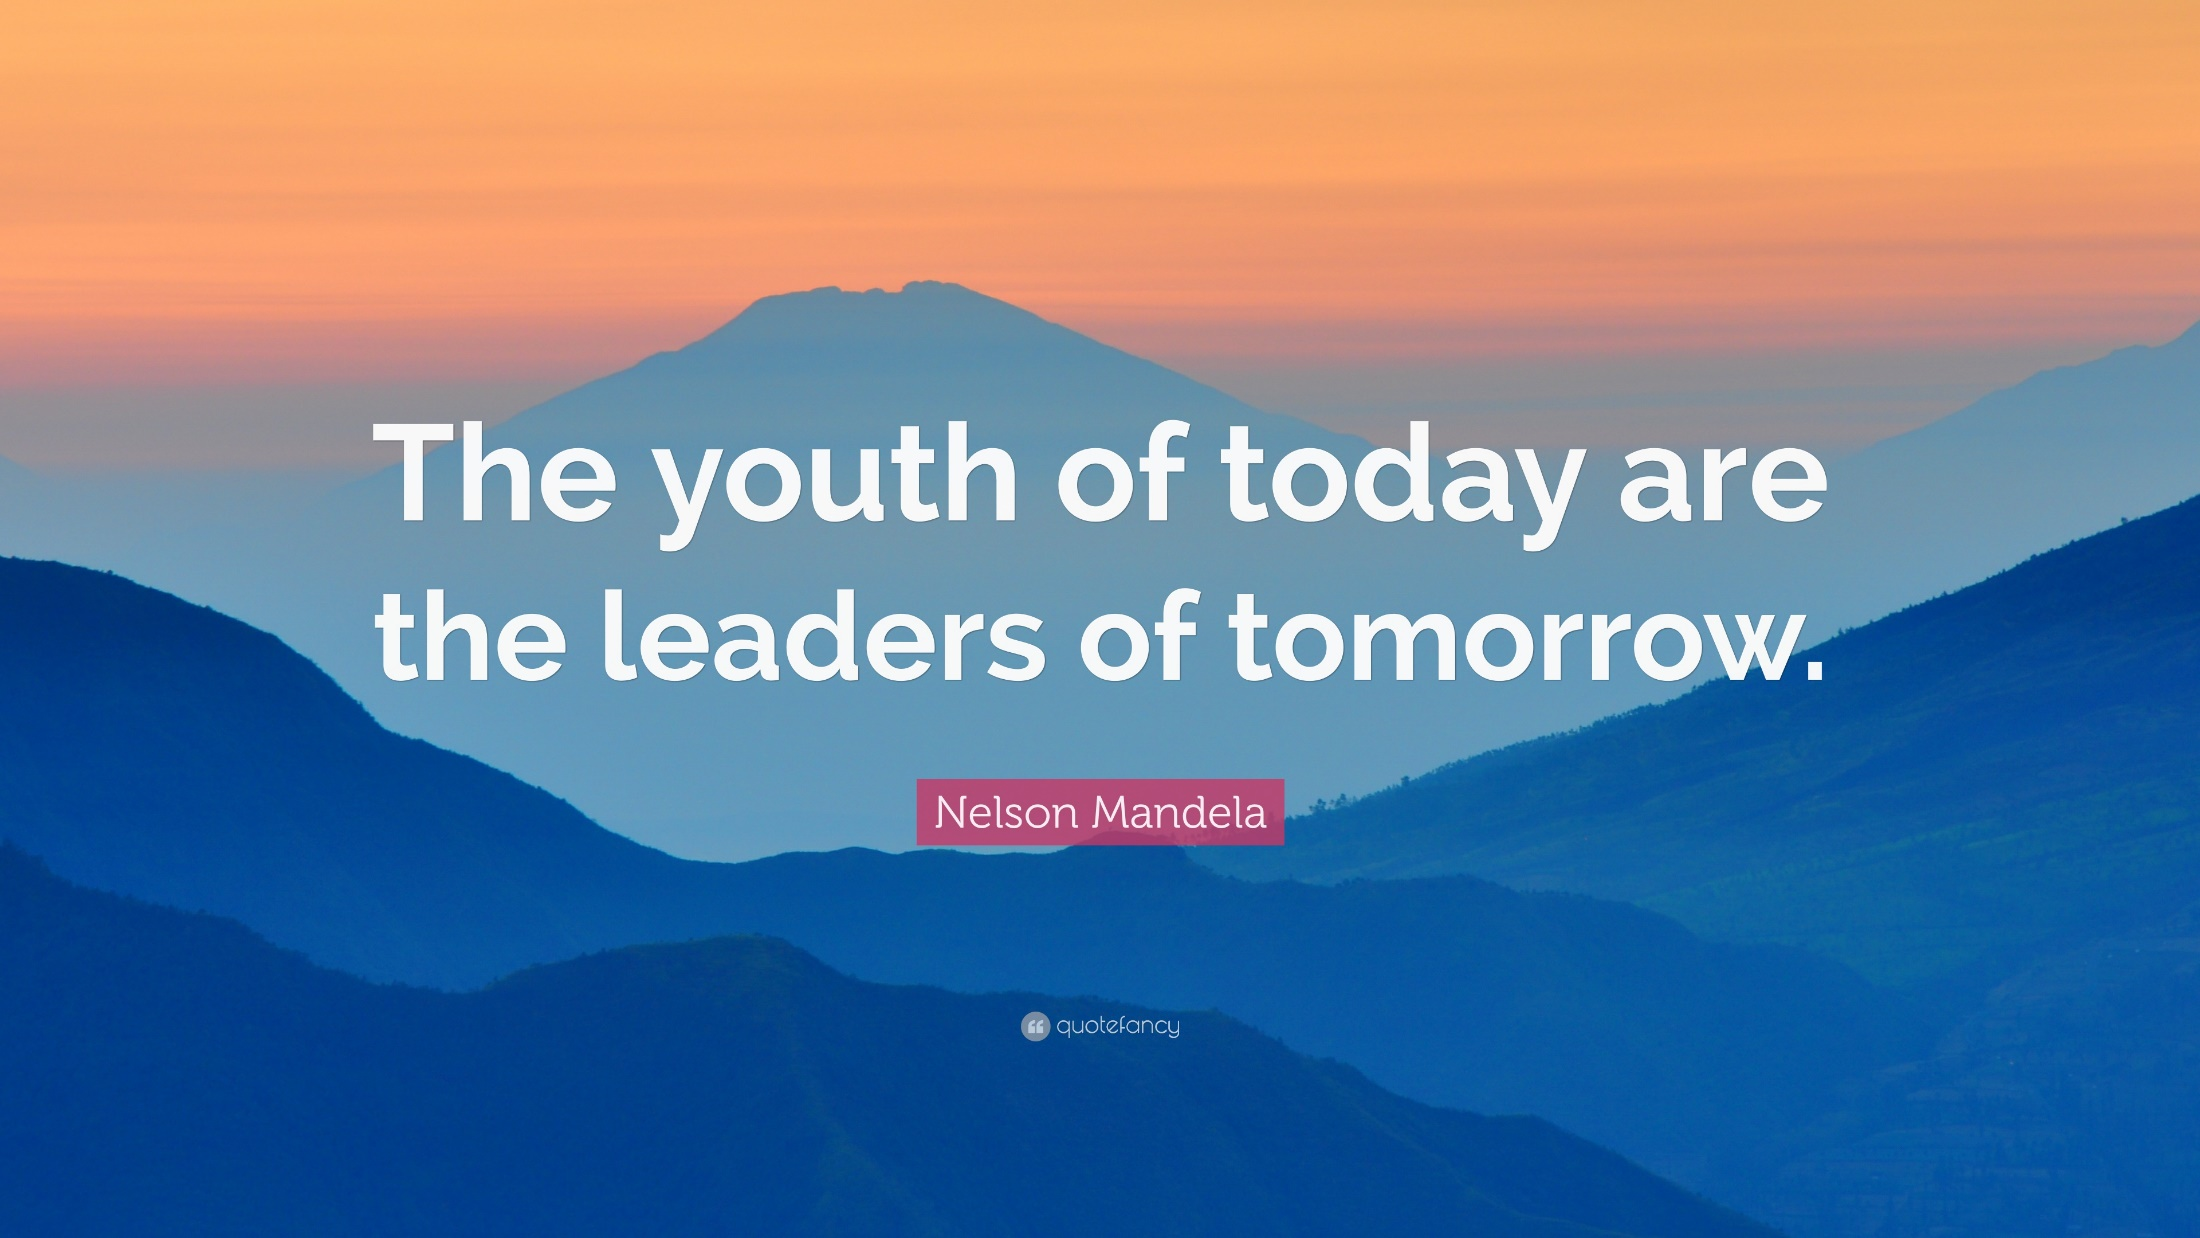 The youth of today are
the leaders of tomorrow.
Nelson Mandela
quotefancy